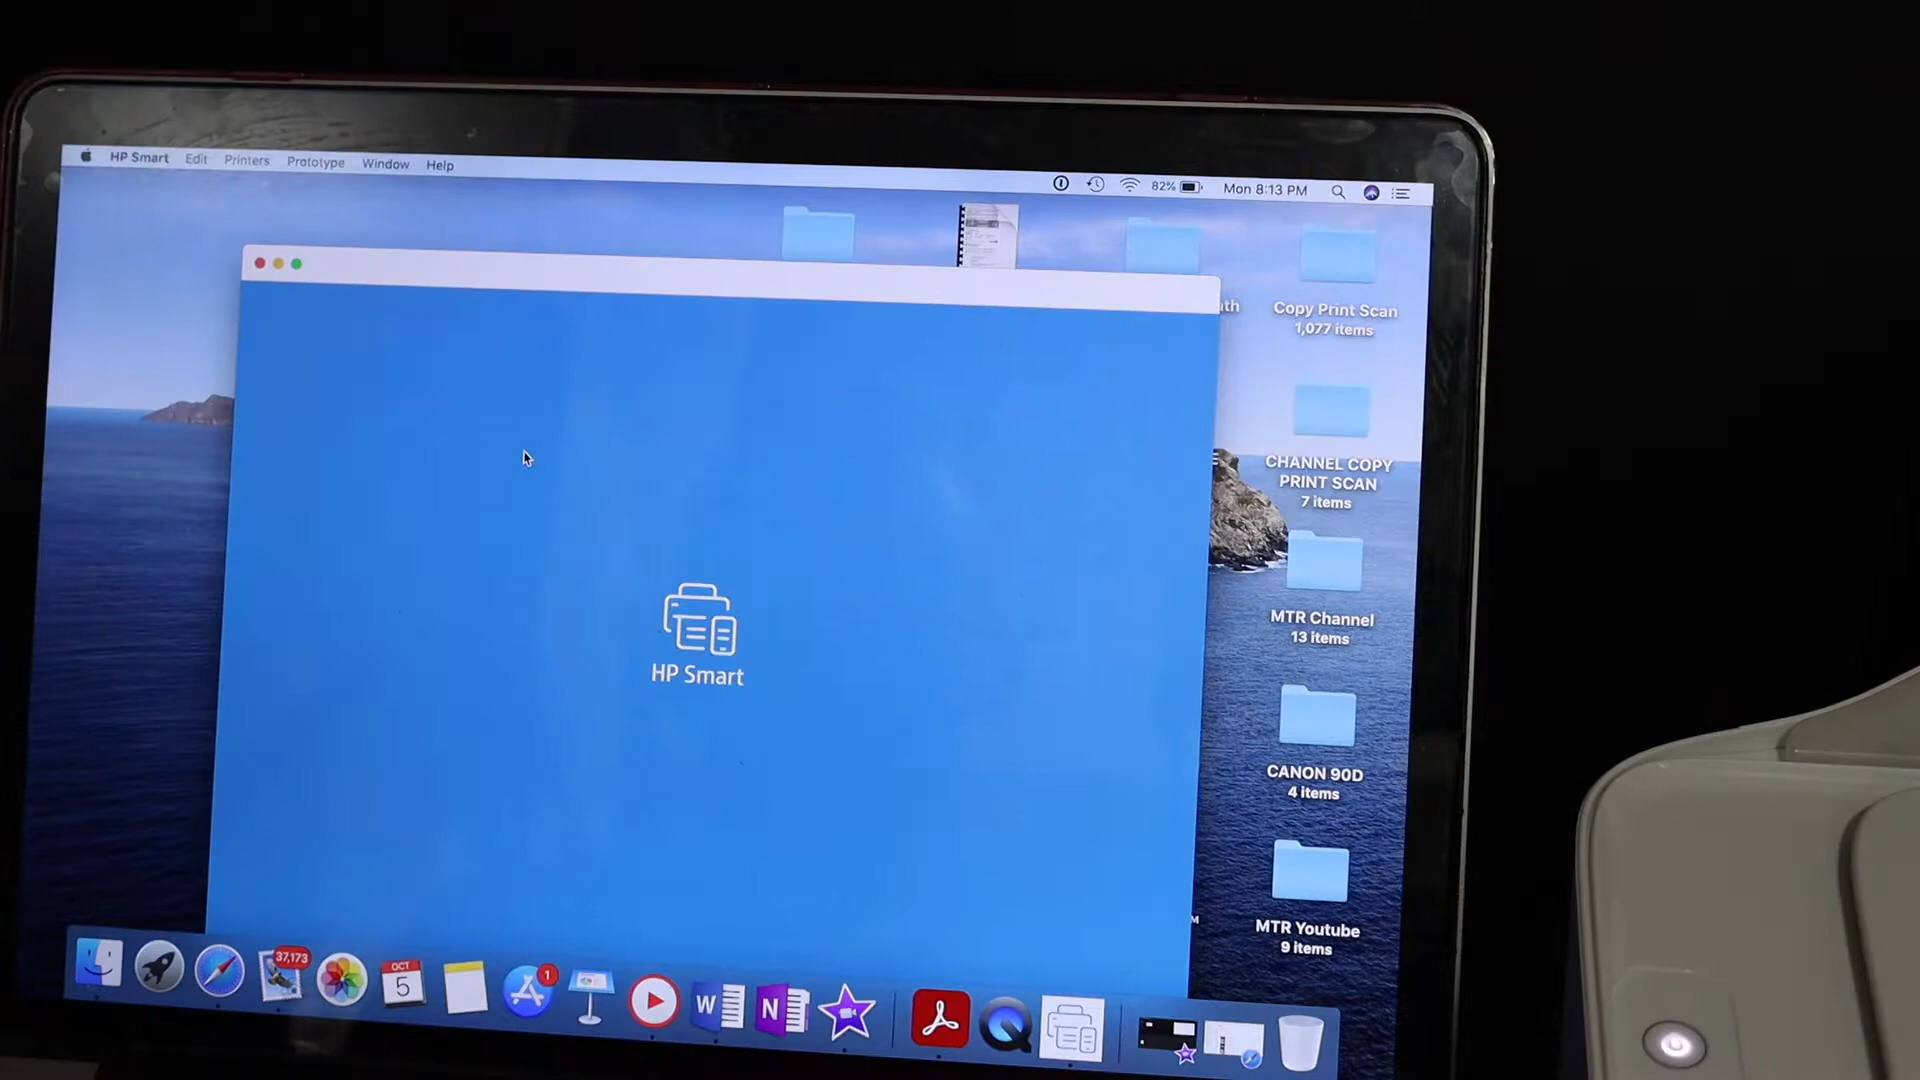 HP Smart Edit Printers Prototype Window Help
82% Mon 8:13 PM
ath
Copy Print Scan
1,077 items
CHANNEL COPY
PRINT SCAN
7 items
MTR Channel
13 items
HP Smart
CANON 90D
4 items
MTR Youtube
9 items
37,173
OCT
5
1
W
N